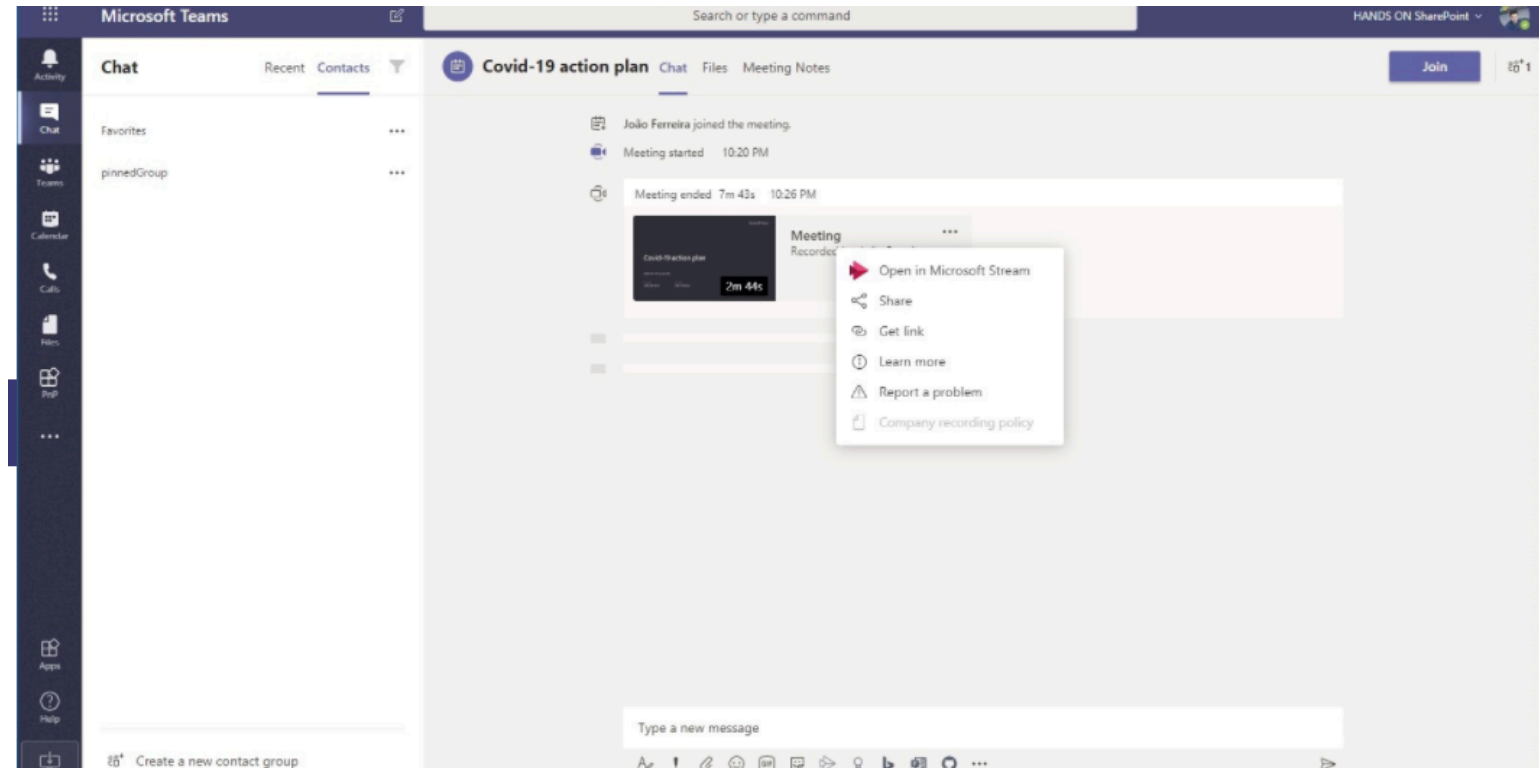 Microsoft Teams
Search or type a command
HANDS ON SharePoint
Activity
Chat
Teams
Calendar
Calls
Files
PnP
Apps
Help
Chat
Recent Contacts
Favorites
pinnedGroup
Create a new contact group
Covid-19 action plan Chat Files Meeting Notes
Join
1
João Ferreira joined the meeting.
Meeting started 10:20 PM
Meeting ended 7m 43s 10:26 PM
Covid-19 action plan
2m 44s
Meeting
Recorded
Open in Microsoft Stream
Share
Get link
Learn more
Report a problem
Company recording policy
Type a new message
GIF